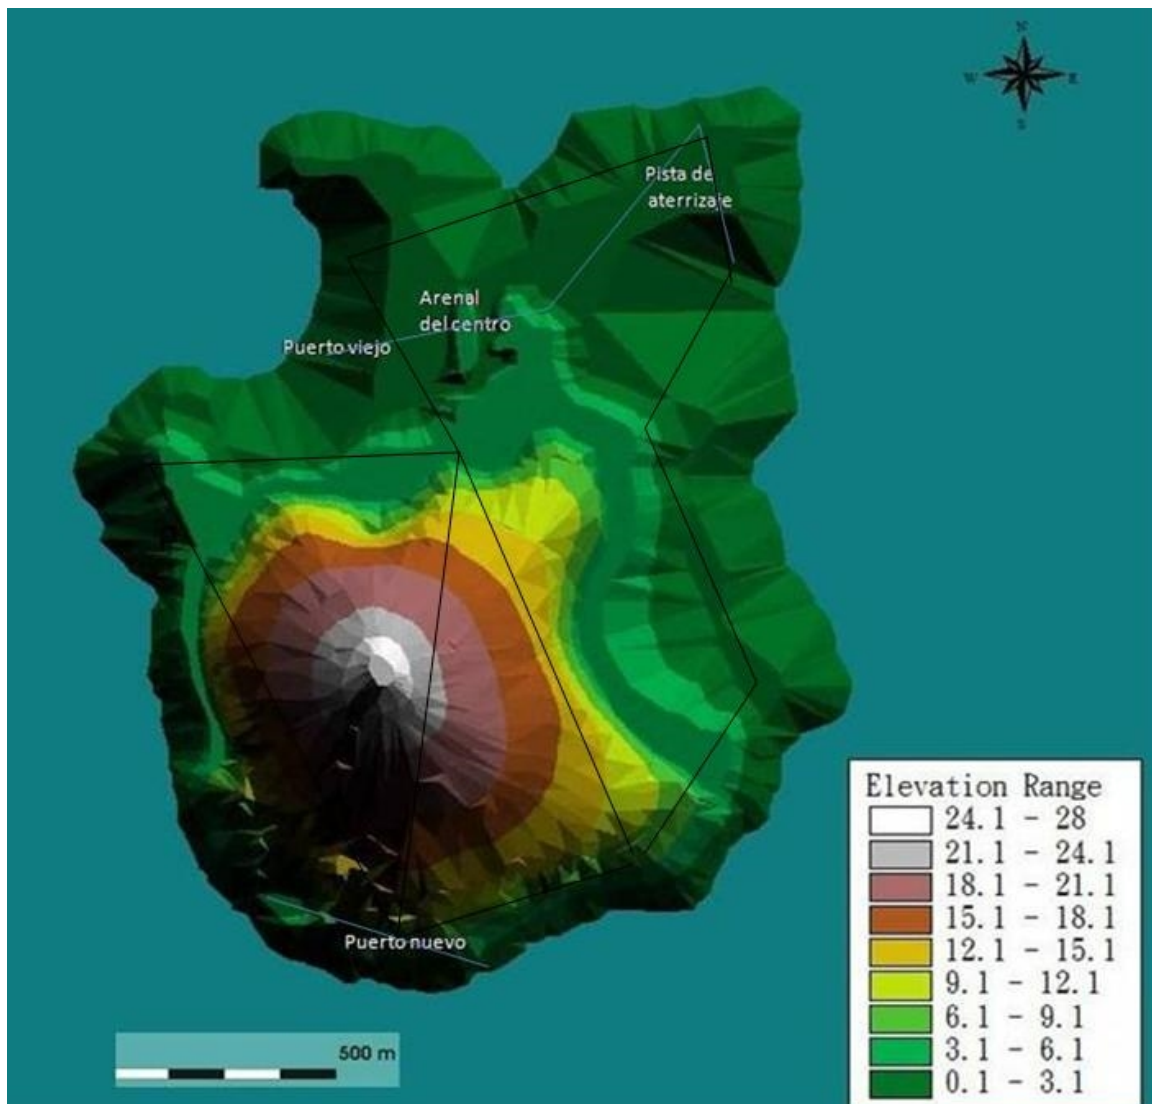 N
W E
S
Pista de
aterrizaje
Arenal
del centro
Puerto viejo
Puerto nuevo
500 m
Elevation Range
24.1 - 28
21.1 - 24.1
18.1 - 21.1
15.1 - 18.1
12.1 - 15.1
9.1 - 12.1
6.1 - 9.1
3.1 - 6.1
0.1 - 3.1